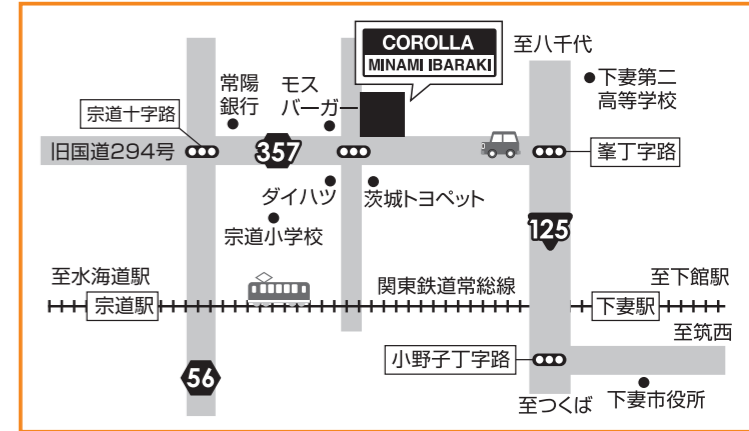 COROLLA
MINAMI IBARAKI
至八千代
常陽
銀行
モス
バーガー
下妻第二
高等学校
宗道十字路
旧国道294号
357
峯丁字路
ダイハツ
茨城トヨペット
宗道小学校
125
至水海道駅
関東鉄道常総線
至下館駅
宗道駅
下妻駅
至筑西
小野子丁字路
56
至つくば
下妻市役所